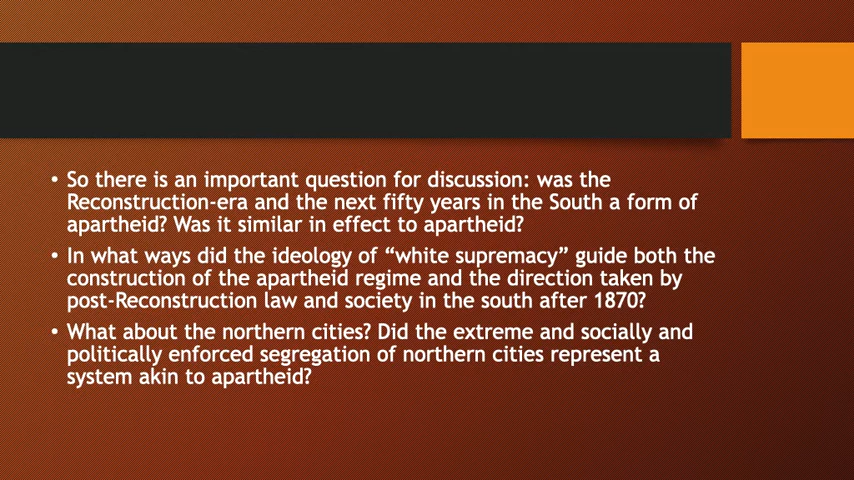 • So there is an important question for discussion: was the
Reconstruction-era and the next fifty years in the South a form of
apartheid? Was it similar in effect to apartheid?
• In what ways did the ideology of “white supremacy” guide both the
construction of the apartheid regime and the direction taken by
post-Reconstruction law and society in the south after 1870?
• What about the northern cities? Did the extreme and socially and
politically enforced segregation of northern cities represent a
system akin to apartheid?